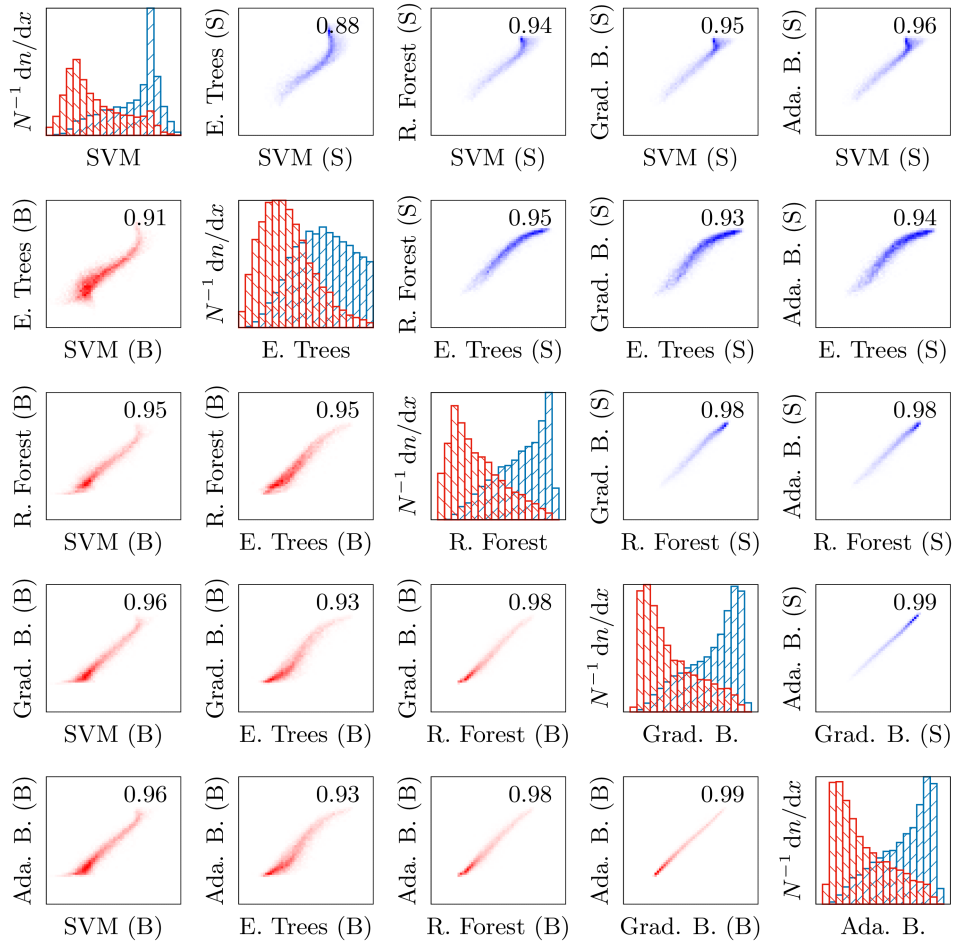 N⁻¹ dn/dx
SVM
E. Trees (S)
0.88
SVM (S)
R. Forest (S)
0.94
SVM (S)
Grad. B. (S)
0.95
SVM (S)
Ada. B. (S)
0.96
SVM (S)
E. Trees (B)
0.91
SVM (B)
N⁻¹ dn/dx
E. Trees
R. Forest (S)
0.95
E. Trees (S)
Grad. B. (S)
0.93
E. Trees (S)
Ada. B. (S)
0.94
E. Trees (S)
R. Forest (B)
0.95
SVM (B)
R. Forest (B)
0.95
E. Trees (B)
N⁻¹ dn/dx
R. Forest
Grad. B. (S)
0.98
R. Forest (S)
Ada. B. (S)
0.98
R. Forest (S)
Grad. B. (B)
0.96
SVM (B)
Grad. B. (B)
0.93
E. Trees (B)
Grad. B. (B)
0.98
R. Forest (B)
N⁻¹ dn/dx
Grad. B.
Ada. B. (S)
0.99
Grad. B. (S)
Ada. B. (B)
0.96
SVM (B)
Ada. B. (B)
0.93
E. Trees (B)
Ada. B. (B)
0.98
R. Forest (B)
Ada. B. (B)
0.99
Grad. B. (B)
N⁻¹ dn/dx
Ada. B.